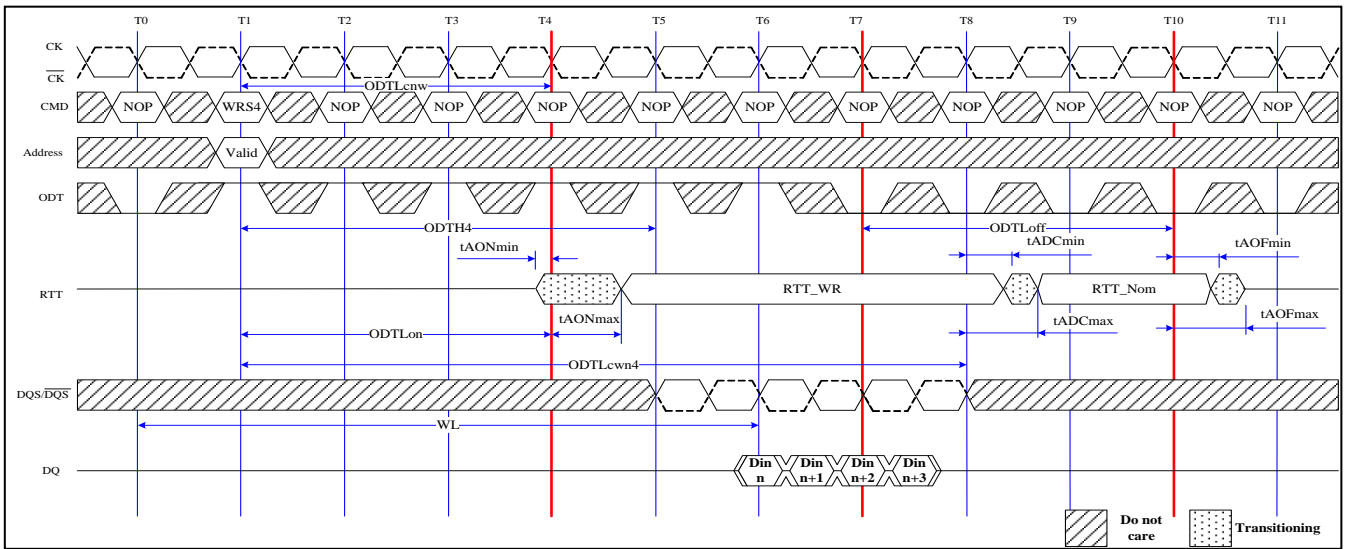 T0 T1 T2 T3 T4 T5 T6 T7 T8 T9 T10 T11
CK
CK
ODTLcnw
CMD NOP WRS4 NOP NOP NOP NOP NOP NOP NOP NOP NOP NOP
Address Valid
ODT
ODTH4 ODTLoff
tAONmin tADCmin tAOFmin
RTT RTT_WR RTT_Nom
tAONmax tADCmax tAOFmax
ODTLon
ODTLcwn4
DQS/DQS
WL
DQ Din n Din n+1 Din n+2 Din n+3
Do not care Transitioning